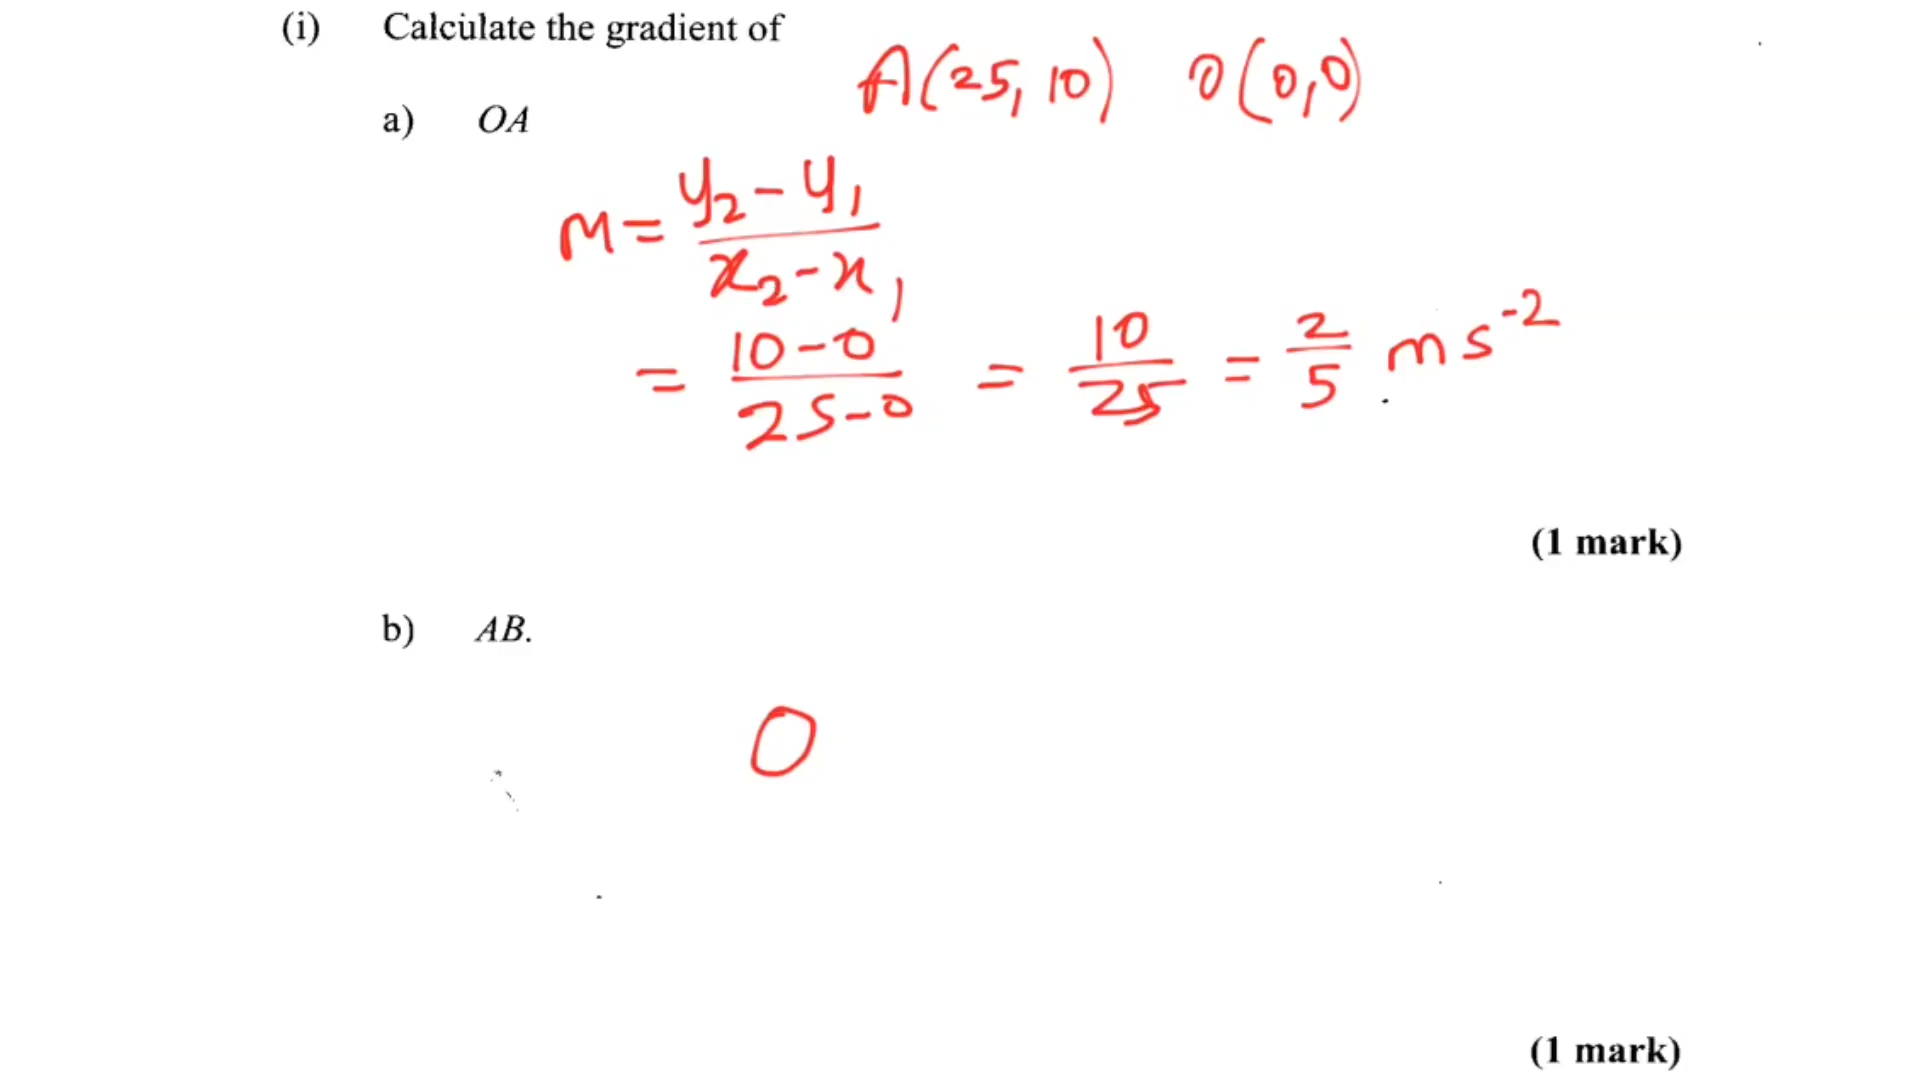 (i) Calculate the gradient of
A(25, 10) O(0,0)
a) OA
M = y₂ - y₁ / x₂ - x₁
= 10 - 0 / 25 - 0 = 10/25 = 2/5 ms⁻²
(1 mark)
b) AB.
0
(1 mark)